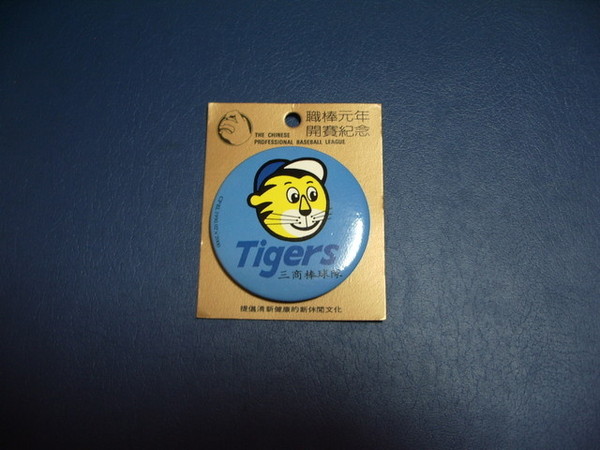 職棒元年
開賽紀念
THE CHINESE
PROFESSIONAL BASEBALL LEAGUE
Tigers
三商棒球隊
提倡清新健康的新休閒文化